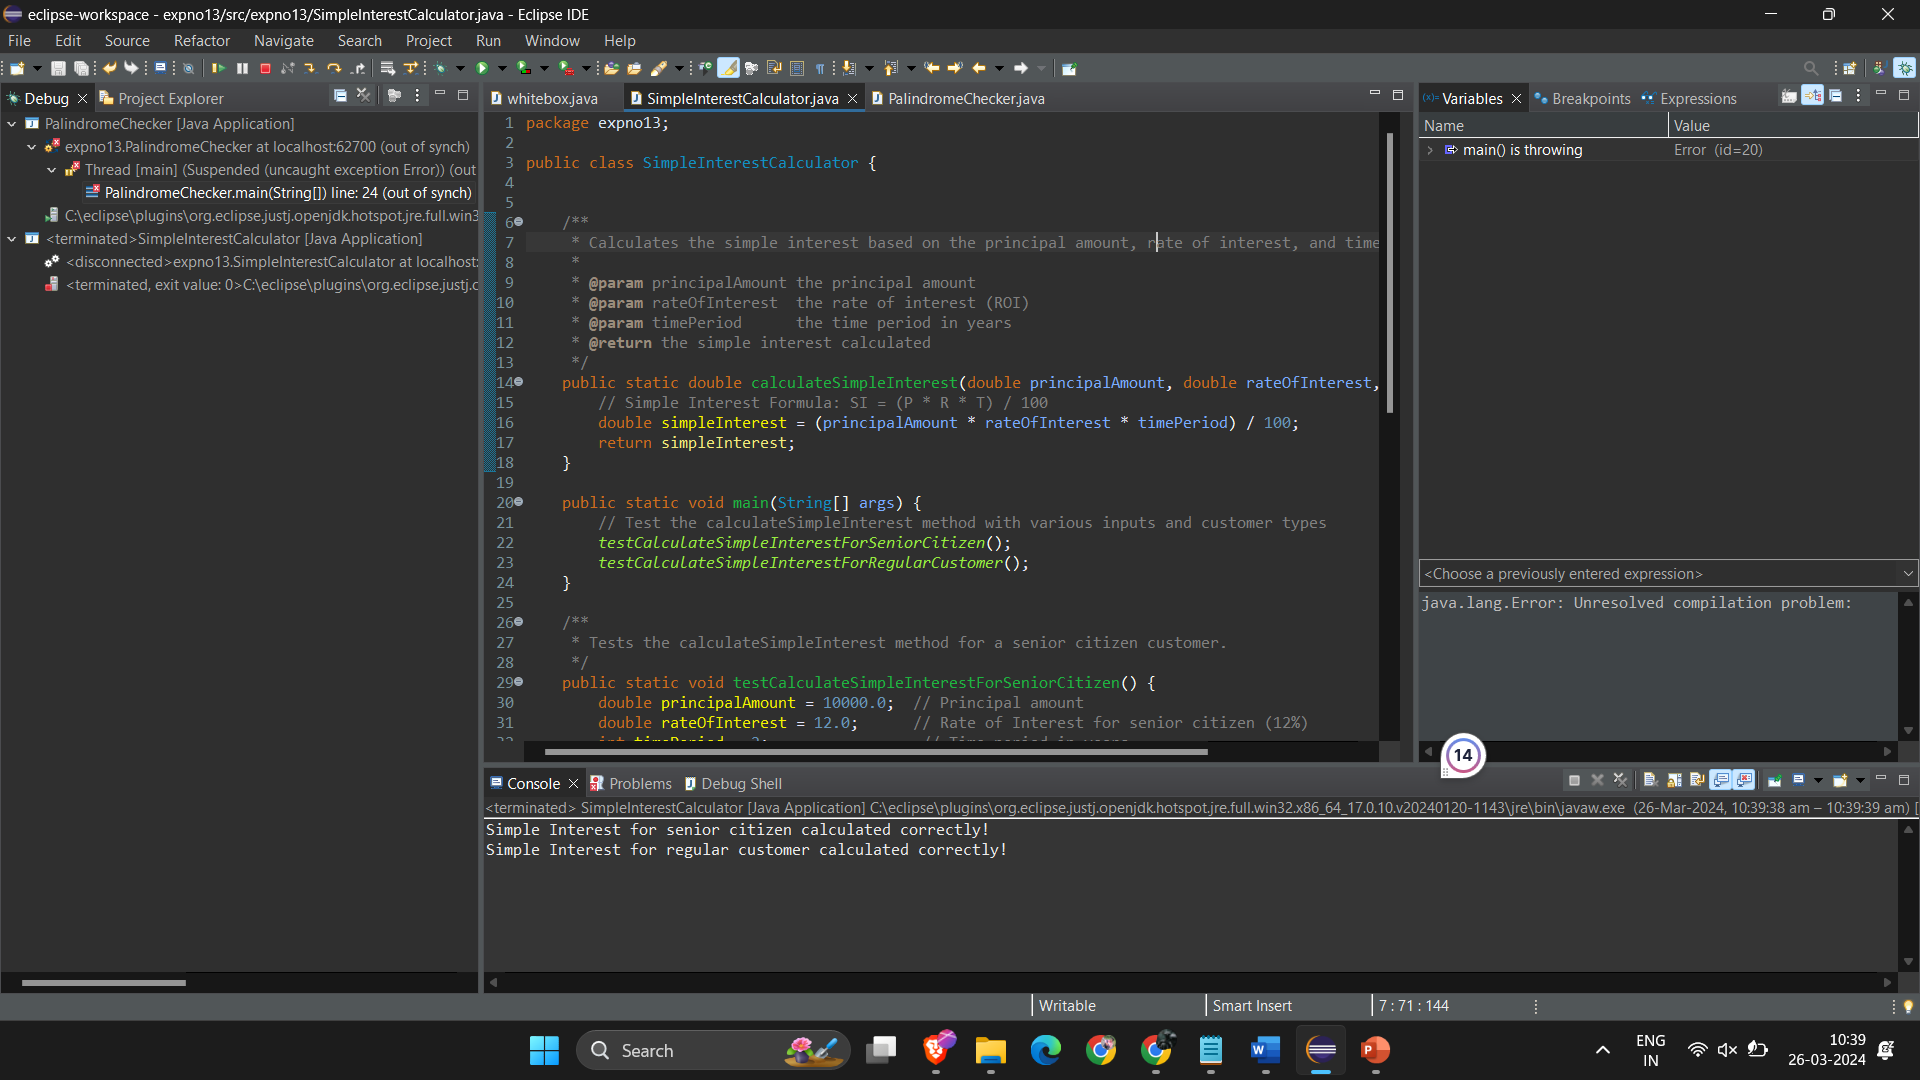 eclipse-workspace - expno13/src/expno13/SimpleInterestCalculator.java - Eclipse IDE
File Edit Source Refactor Navigate Search Project Run Window Help
Debug Project Explorer
PalindromeChecker [Java Application]
expno13.PalindromeChecker at localhost:62700 (out of synch)
Thread [main] (Suspended (uncaught exception Error)) (out
PalindromeChecker.main(String[]) line: 24 (out of synch)
C:\eclipse\plugins\org.eclipse.justj.openjdk.hotspot.jre.full.win3
<terminated>SimpleInterestCalculator [Java Application]
<disconnected>expno13.SimpleInterestCalculator at localhost:
<terminated, exit value: 0>C:\eclipse\plugins\org.eclipse.justj.c
whitebox.java SimpleInterestCalculator.java PalindromeChecker.java
1 package expno13;
2
3 public class SimpleInterestCalculator {
4
5
6 /**
7 * Calculates the simple interest based on the principal amount, rate of interest, and time
8 *
9 * @param principalAmount the principal amount
10 * @param rateOfInterest the rate of interest (ROI)
11 * @param timePeriod the time period in years
12 * @return the simple interest calculated
13 */
14 public static double calculateSimpleInterest(double principalAmount, double rateOfInterest,
15 // Simple Interest Formula: SI = (P * R * T) / 100
16 double simpleInterest = (principalAmount * rateOfInterest * timePeriod) / 100;
17 return simpleInterest;
18 }
19
20 public static void main(String[] args) {
21 // Test the calculateSimpleInterest method with various inputs and customer types
22 testCalculateSimpleInterestForSeniorCitizen();
23 testCalculateSimpleInterestForRegularCustomer();
24 }
25
26 /**
27 * Tests the calculateSimpleInterest method for a senior citizen customer.
28 */
29 public static void testCalculateSimpleInterestForSeniorCitizen() {
30 double principalAmount = 10000.0; // Principal amount
31 double rateOfInterest = 12.0; // Rate of Interest for senior citizen (12%)
Variables Breakpoints Expressions
Name Value
main() is throwing Error (id=20)
<Choose a previously entered expression>
java.lang.Error: Unresolved compilation problem:
14
Console Problems Debug Shell
<terminated> SimpleInterestCalculator [Java Application] C:\eclipse\plugins\org.eclipse.justj.openjdk.hotspot.jre.full.win32.x86_64_17.0.10.v20240120-1143\jre\bin\javaw.exe (26-Mar-2024, 10:39:38 am – 10:39:39 am) [
Simple Interest for senior citizen calculated correctly!
Simple Interest for regular customer calculated correctly!
Writable Smart Insert 7 : 71 : 144
Search
ENG
IN
10:39
26-03-2024